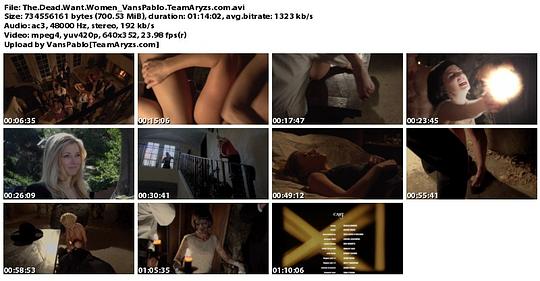 File: The.Dead.Want.Women_VansPablo.TeamAryzs.com.avi
Size: 734556161 bytes (700.53 MiB), duration: 01:14:02, avg.bitrate: 1323 kb/s
Audio: ac3, 48000 Hz, stereo, 192 kb/s
Video: mpeg4, yuv420p, 640x352, 23.98 fps(r)
Upload by VansPablo[TeamAryzs.com]
00:06:35
00:15:06
00:17:47
00:23:45
00:26:09
00:30:41
00:49:12
00:55:41
00:58:53
01:05:35
CAST
01:10:06